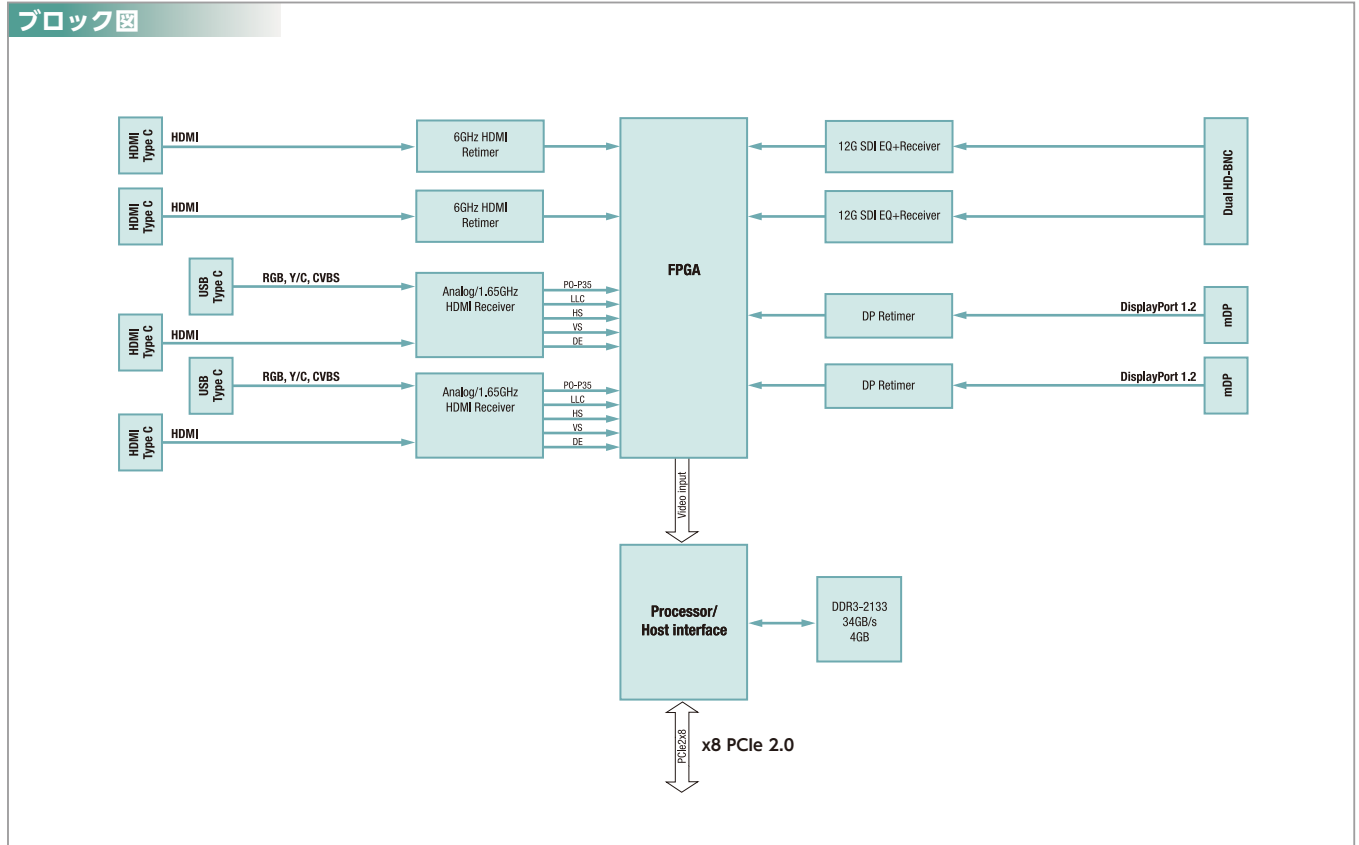 ブロック図
HDMI
Type C
HDMI
6GHz HDMI
Retimer
HDMI
Type C
HDMI
6GHz HDMI
Retimer
USB
Type C
RGB, Y/C, CVBS
Analog/1.65GHz
HDMI Receiver
HDMI
Type C
HDMI
PO-P35
LLC
HS
VS
DE
USB
Type C
RGB, Y/C, CVBS
Analog/1.65GHz
HDMI Receiver
HDMI
Type C
HDMI
PO-P35
LLC
HS
VS
DE
FPGA
12G SDI EQ+Receiver
12G SDI EQ+Receiver
Dual HD-BNC
DP Retimer
DisplayPort 1.2
mDP
DP Retimer
DisplayPort 1.2
mDP
Video input
Processor/
Host interface
DDR3-2133
34GB/s
4GB
PCIe2x8
x8 PCIe 2.0